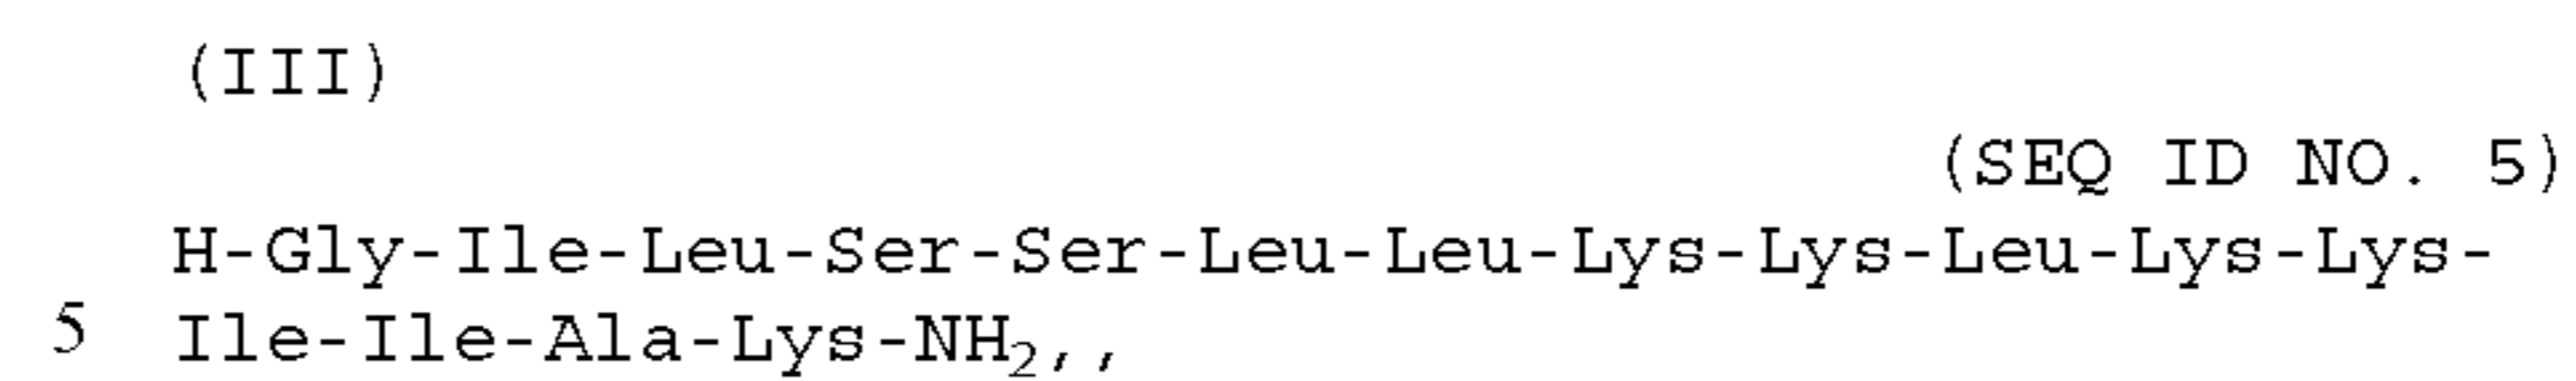 (III)
(SEQ ID NO. 5)
H-Gly-Ile-Leu-Ser-Ser-Leu-Leu-Lys-Lys-Leu-Lys-Lys-
5 Ile-Ile-Ala-Lys-NH₂,,